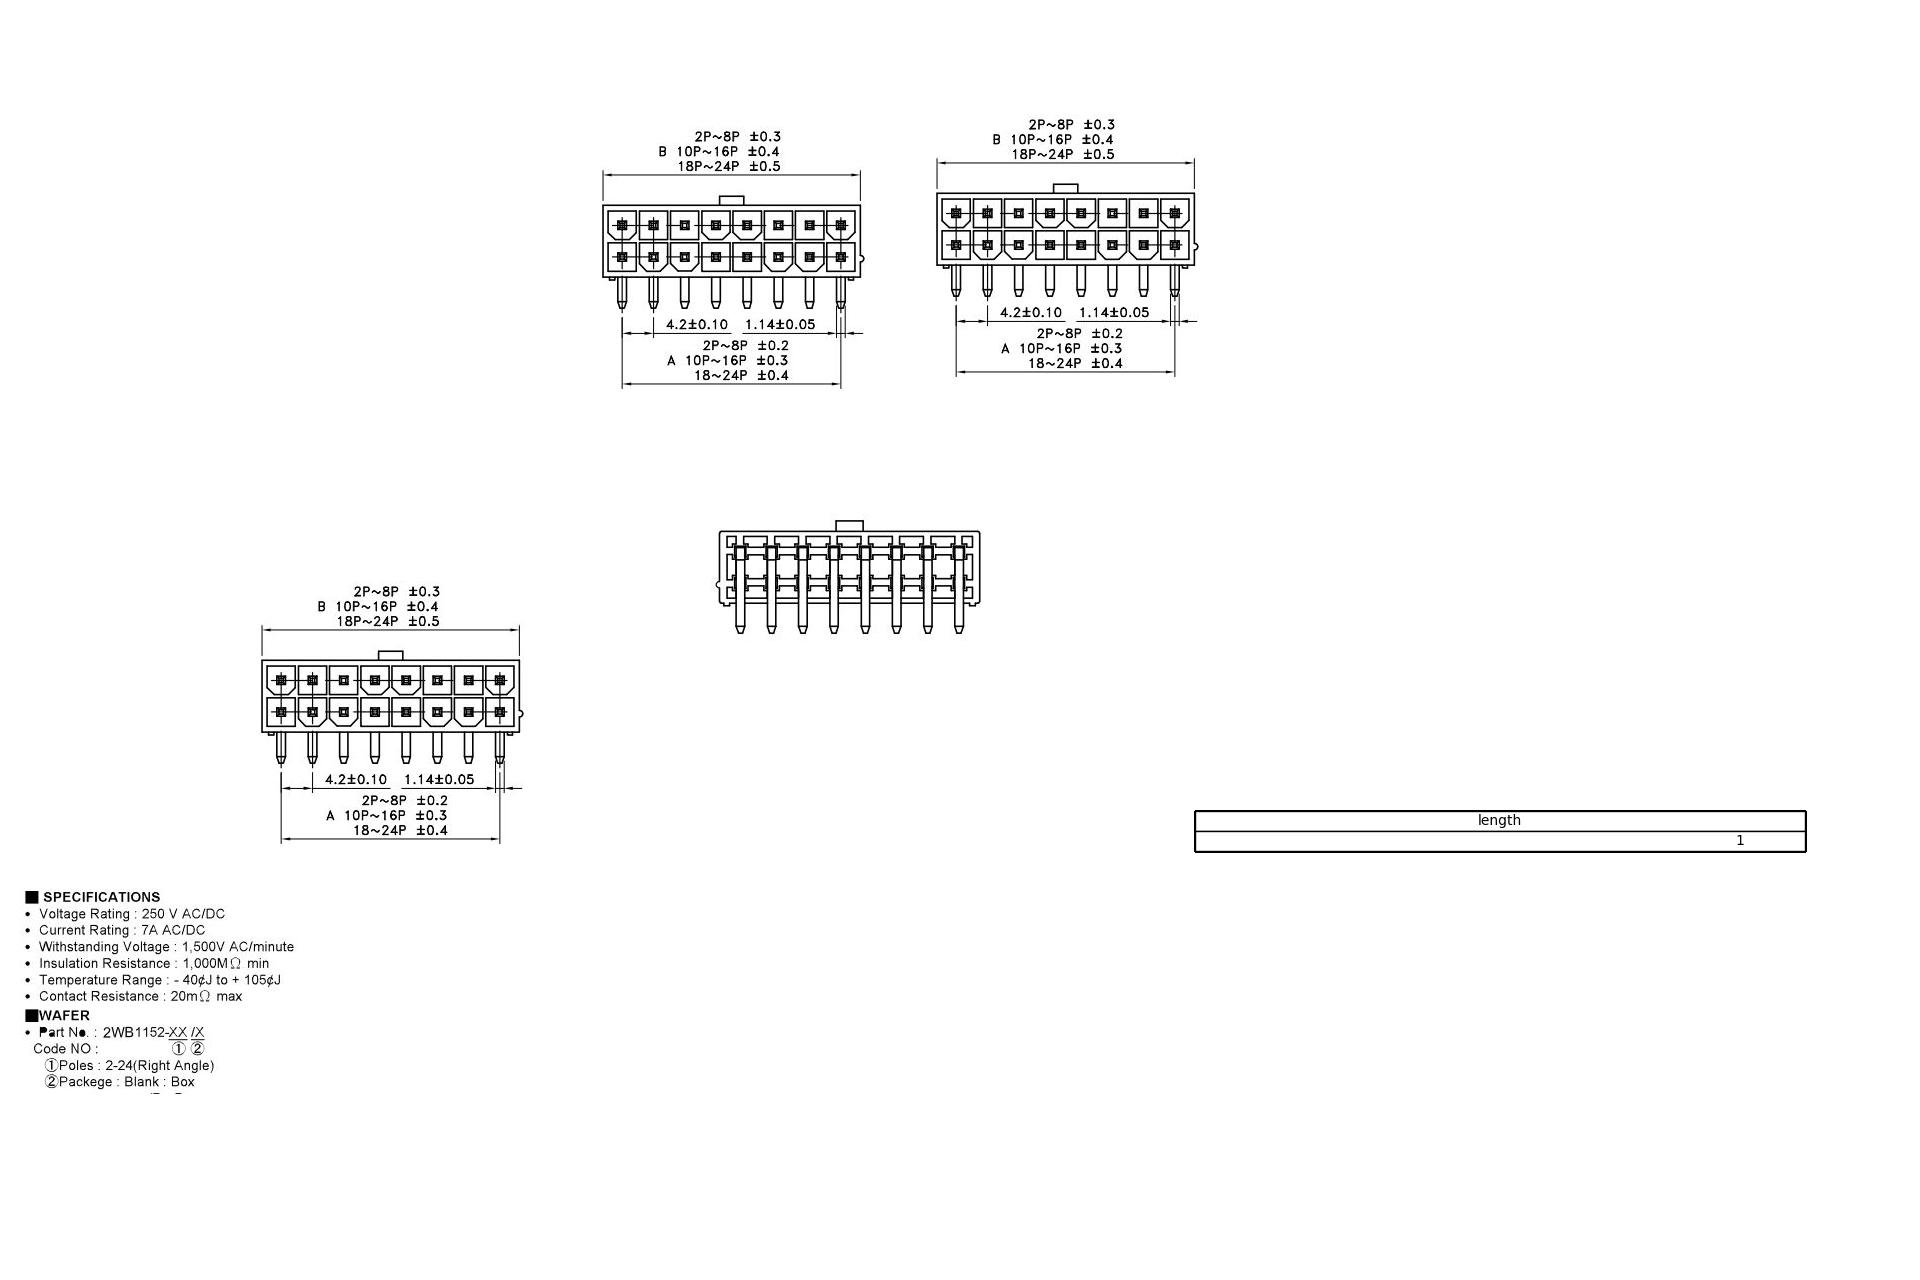 2P~8P ±0.3
B 10P~16P ±0.4
18P~24P ±0.5
4.2±0.10 1.14±0.05
2P~8P ±0.2
A 10P~16P ±0.3
18~24P ±0.4
2P~8P ±0.3
B 10P~16P ±0.4
18P~24P ±0.5
4.2±0.10 1.14±0.05
2P~8P ±0.2
A 10P~16P ±0.3
18~24P ±0.4
2P~8P ±0.3
B 10P~16P ±0.4
18P~24P ±0.5
4.2±0.10 1.14±0.05
2P~8P ±0.2
A 10P~16P ±0.3
18~24P ±0.4
length
1
■ SPECIFICATIONS
• Voltage Rating : 250 V AC/DC
• Current Rating : 7A AC/DC
• Withstanding Voltage : 1,500V AC/minute
• Insulation Resistance : 1,000MΩ min
• Temperature Range : - 40¢J to + 105¢J
• Contact Resistance : 20mΩ max
■WAFER
• Part No. : 2WB1152-XX /X
Code NO : ① ②
①Poles : 2-24(Right Angle)
②Packege : Blank : Box